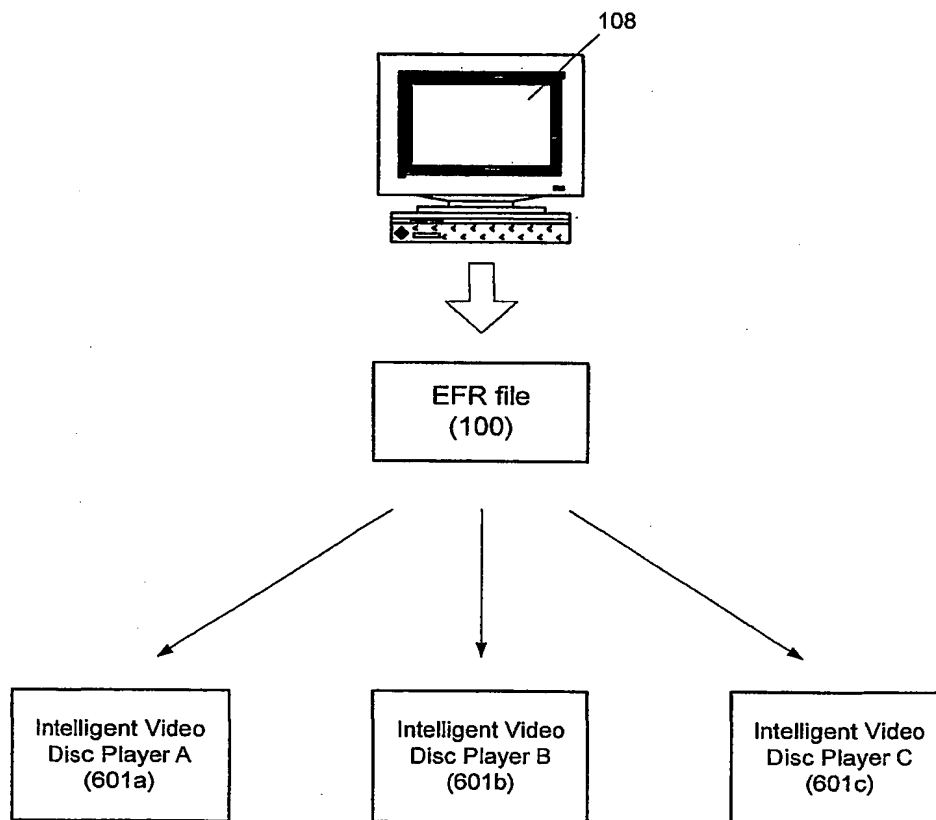 108
EFR file
(100)
Intelligent Video
Disc Player A
(601a)
Intelligent Video
Disc Player B
(601b)
Intelligent Video
Disc Player C
(601c)